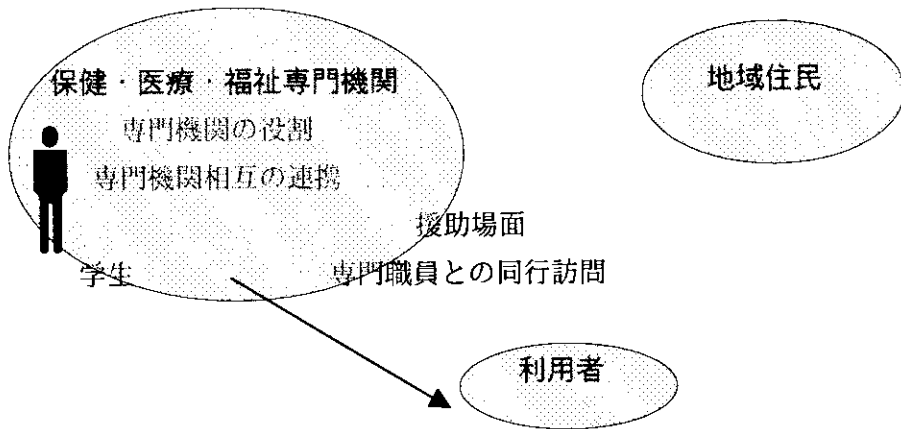 保健・医療・福祉専門機関
専門機関の役割
専門機関相互の連携
学生
援助場面
専門職員との同行訪問
地域住民
利用者